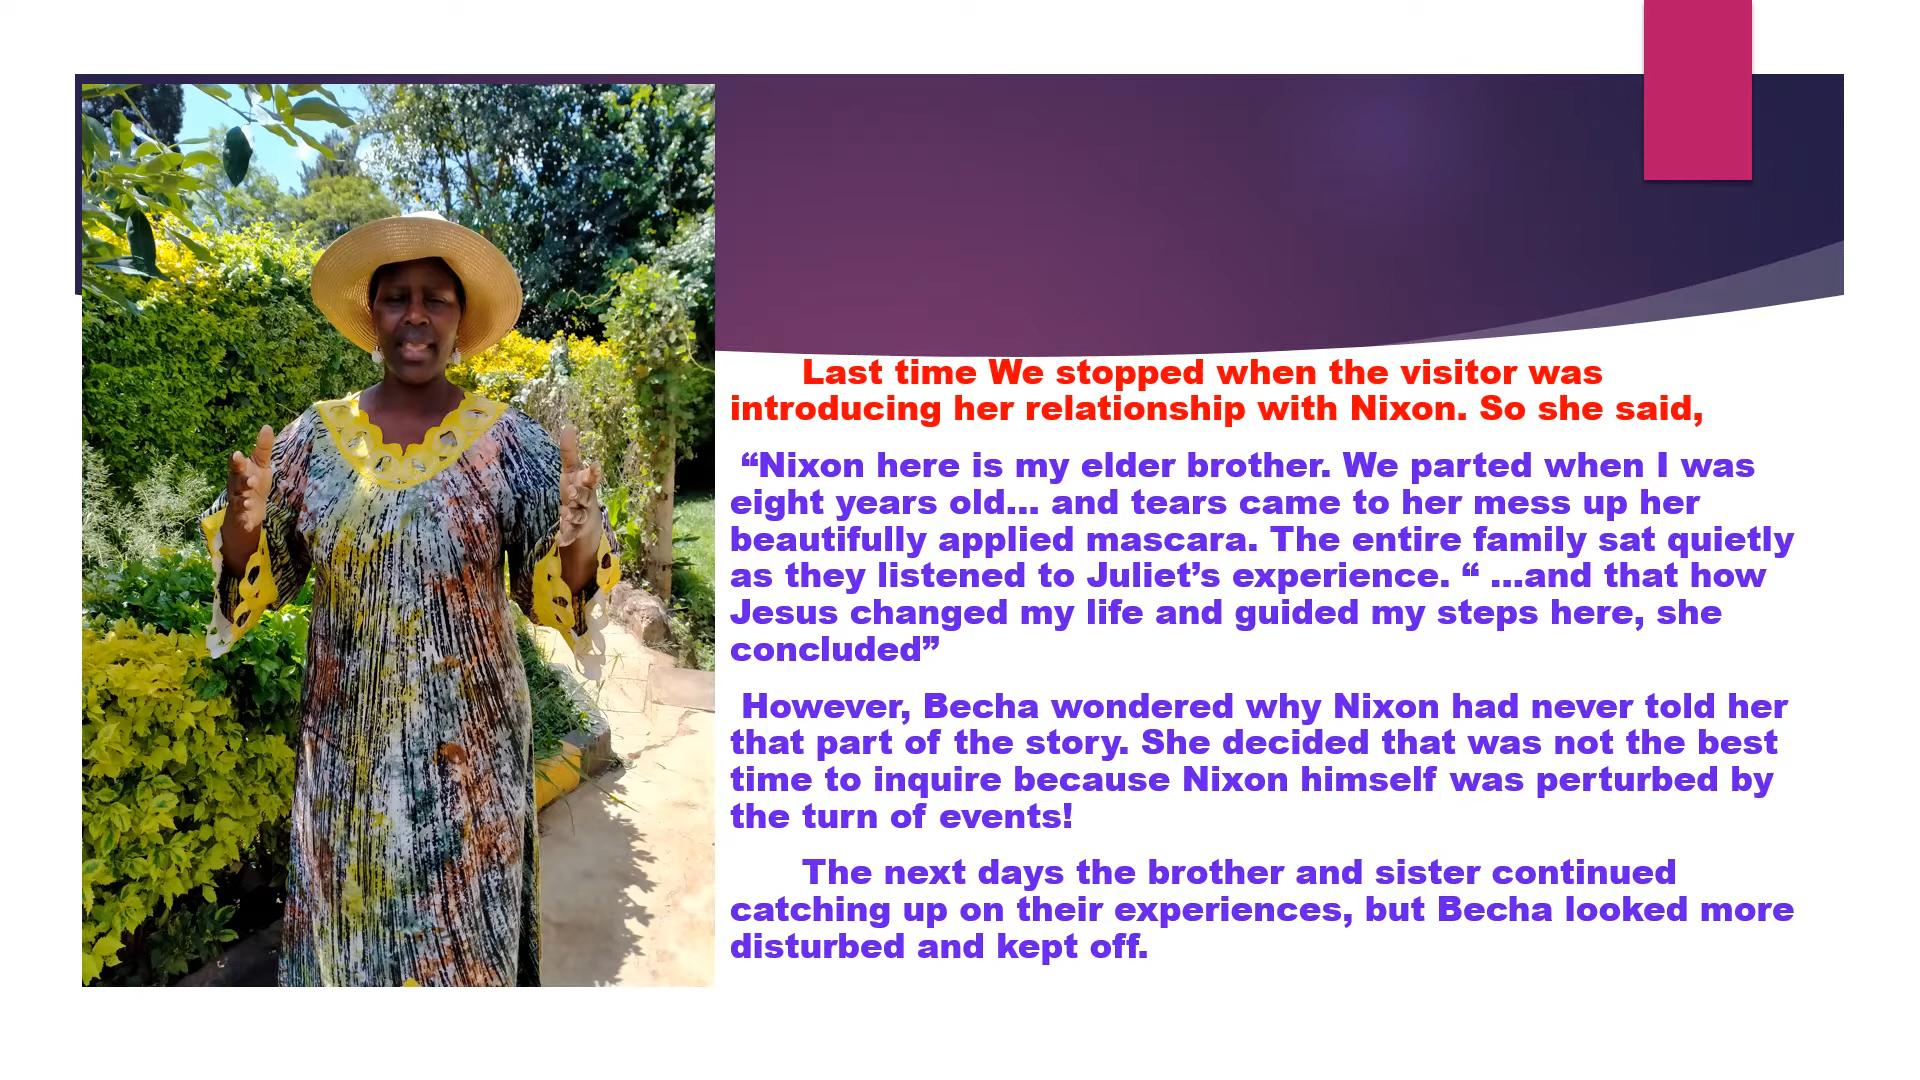 Last time We stopped when the visitor was
introducing her relationship with Nixon. So she said,
“Nixon here is my elder brother. We parted when I was
eight years old... and tears came to her mess up her
beautifully applied mascara. The entire family sat quietly
as they listened to Juliet’s experience. “ ...and that how
Jesus changed my life and guided my steps here, she
concluded”
However, Becha wondered why Nixon had never told her
that part of the story. She decided that was not the best
time to inquire because Nixon himself was perturbed by
the turn of events!
The next days the brother and sister continued
catching up on their experiences, but Becha looked more
disturbed and kept off.